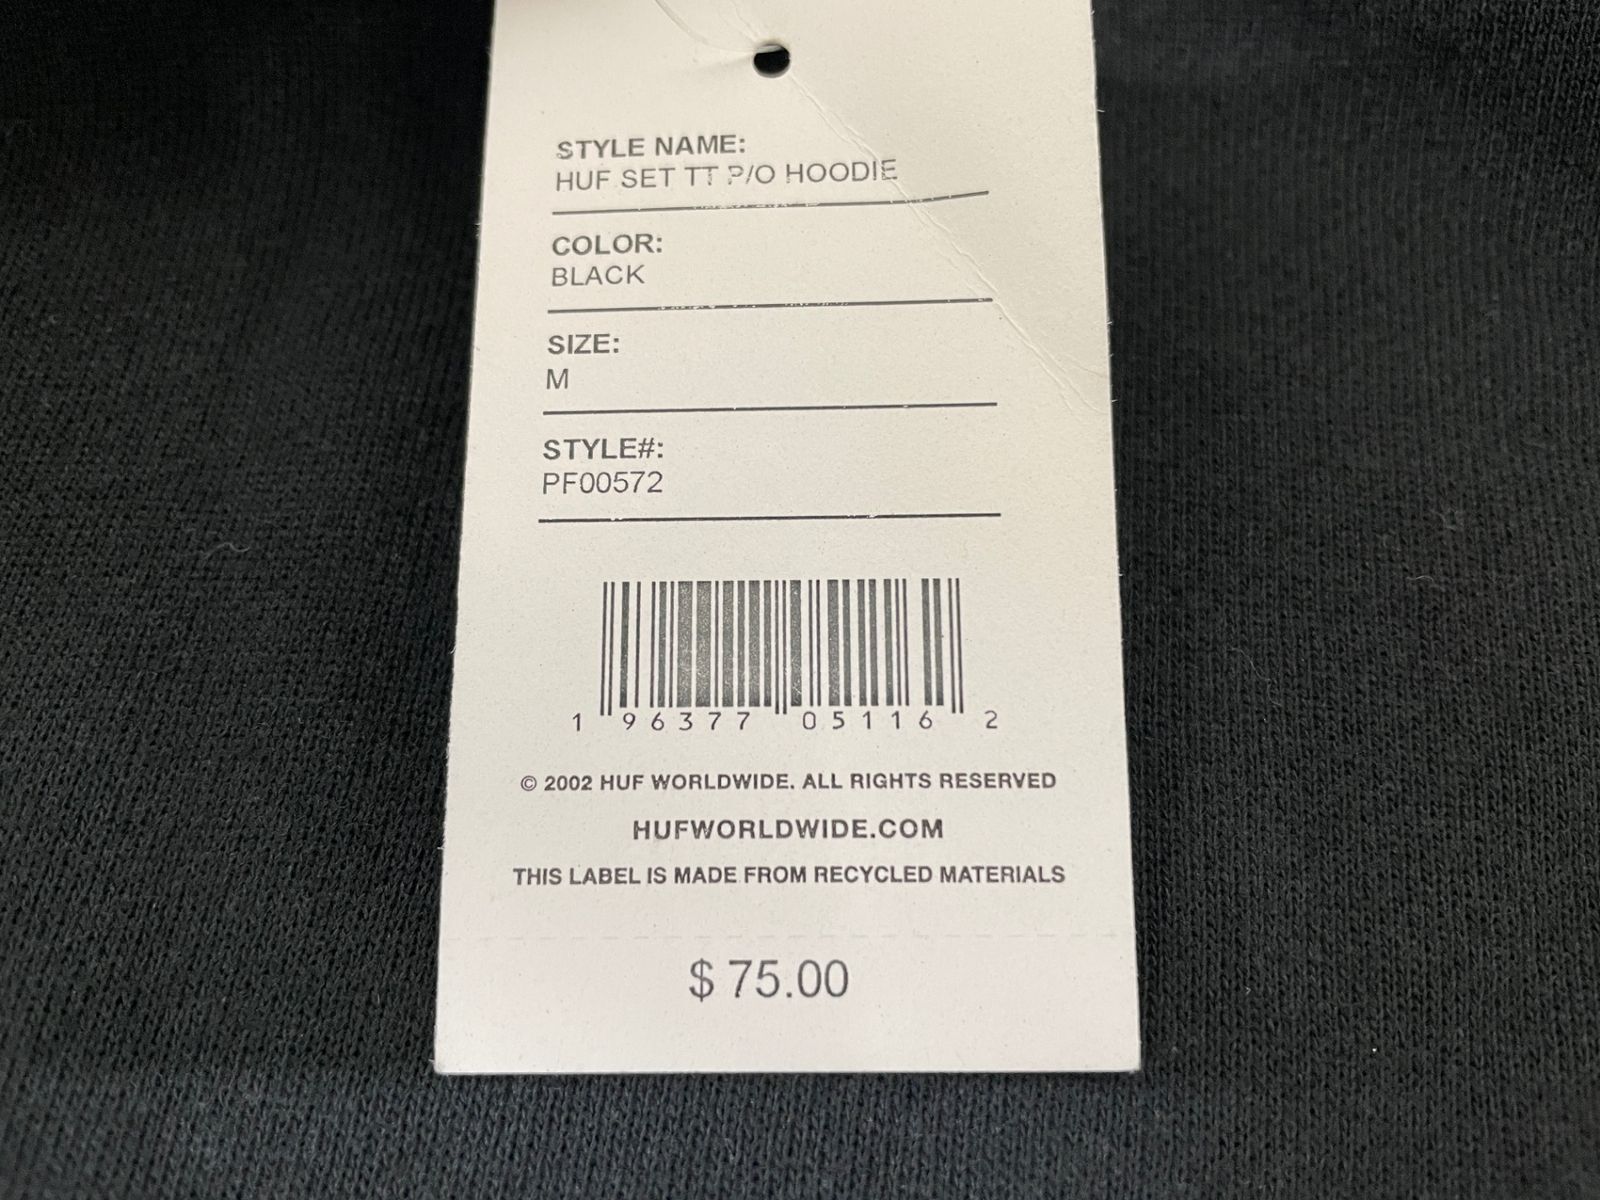 STYLE NAME:
HUF SET TT P/O HOODIE
COLOR:
BLACK
SIZE:
M
STYLE#:
PF00572
1 96377 05116 2
© 2002 HUF WORLDWIDE. ALL RIGHTS RESERVED
HUFWORLDWIDE.COM
THIS LABEL IS MADE FROM RECYCLED MATERIALS
$ 75.00